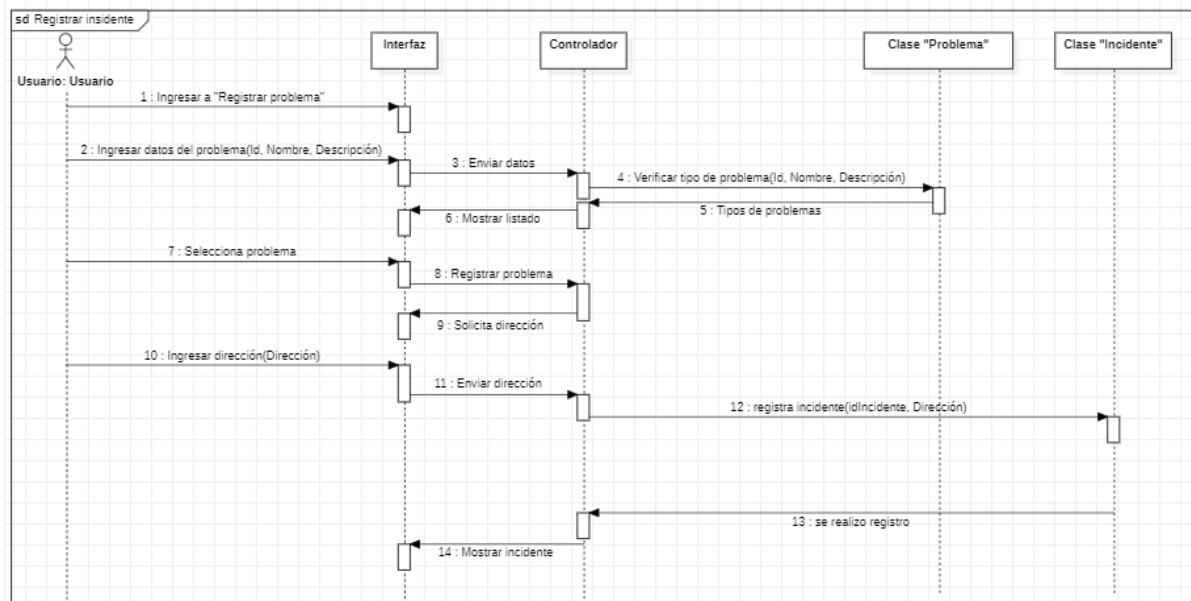 sd Registrar insidente
Interfaz
Controlador
Clase "Problema"
Clase "Incidente"
Usuario: Usuario
1 : Ingresar a "Registrar problema"
2 : Ingresar datos del problema(Id, Nombre, Descripción)
3 : Enviar datos
4 : Verificar tipo de problema(Id, Nombre, Descripción)
5 : Tipos de problemas
6 : Mostrar listado
7 : Selecciona problema
8 : Registrar problema
9 : Solicita dirección
10 : Ingresar dirección(Dirección)
11 : Enviar dirección
12 : registra incidente(idIncidente, Dirección)
13 : se realizo registro
14 : Mostrar incidente